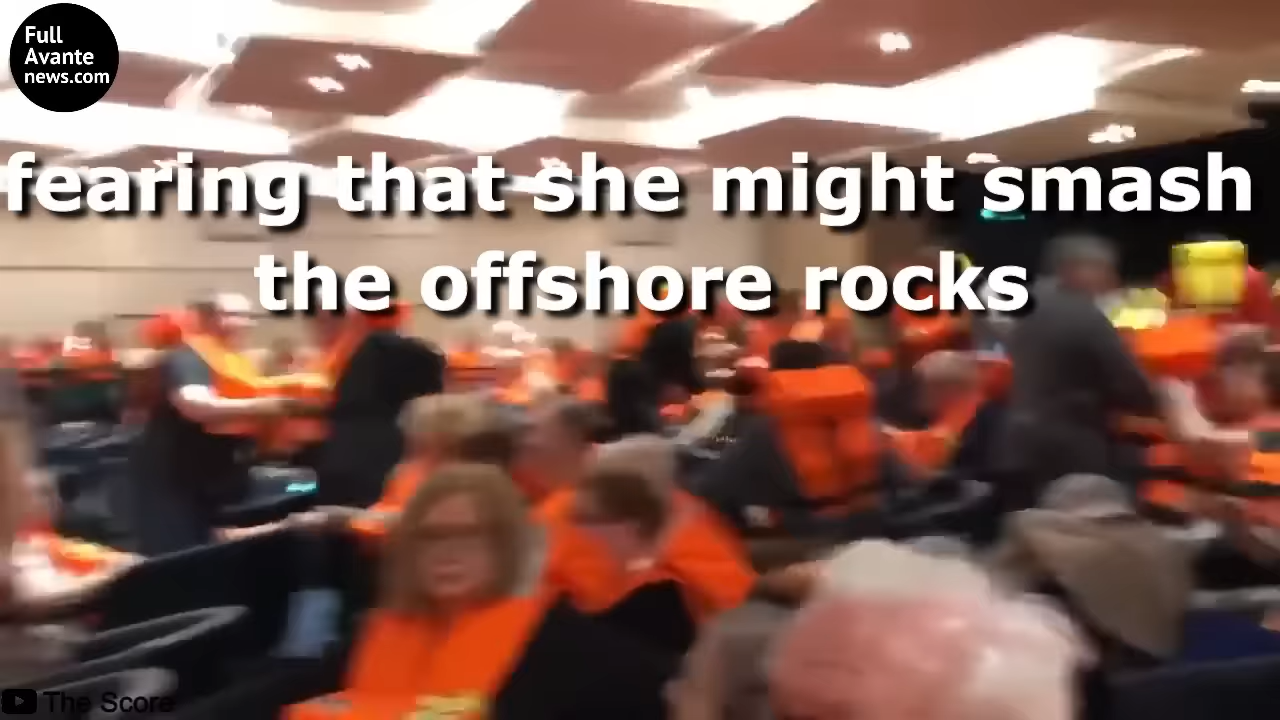 Full
Avante
news.com
fearing that she might smash
the offshore rocks
The Score